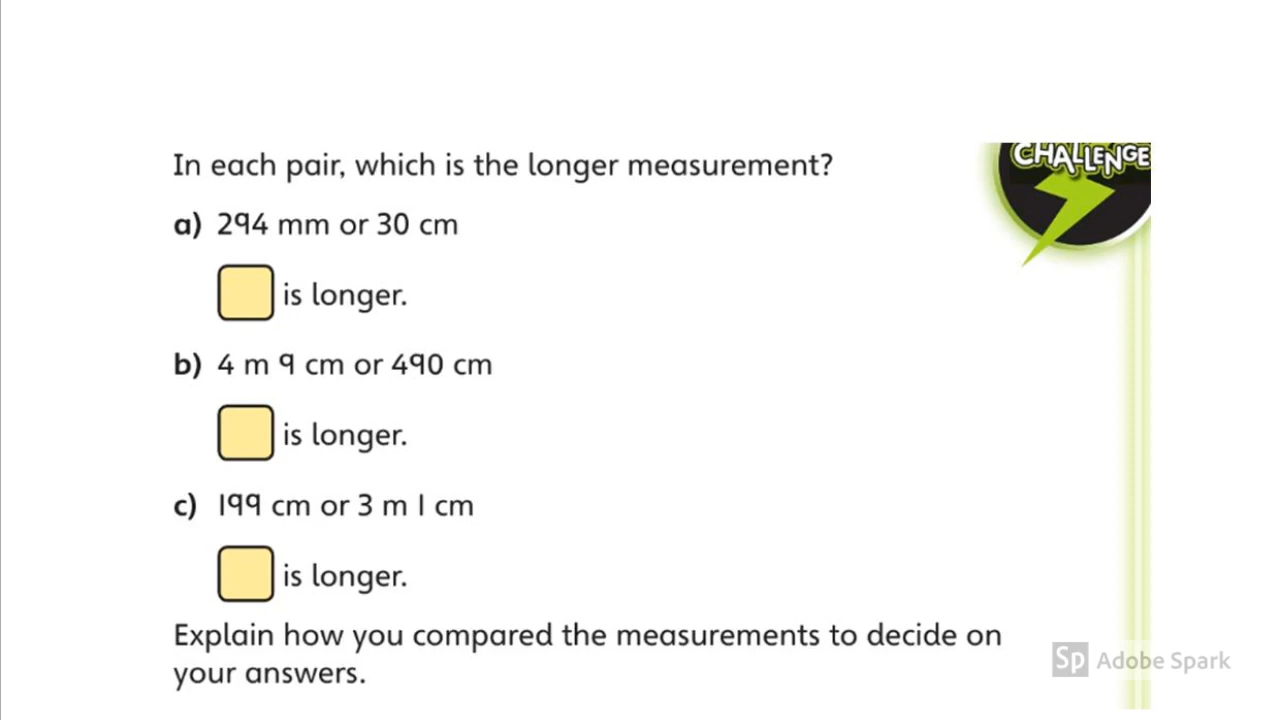 In each pair, which is the longer measurement?
CHALLENGE
a) 294 mm or 30 cm
is longer.
b) 4 m 9 cm or 490 cm
is longer.
c) 199 cm or 3 m 1 cm
is longer.
Explain how you compared the measurements to decide on
your answers.
Sp Adobe Spark